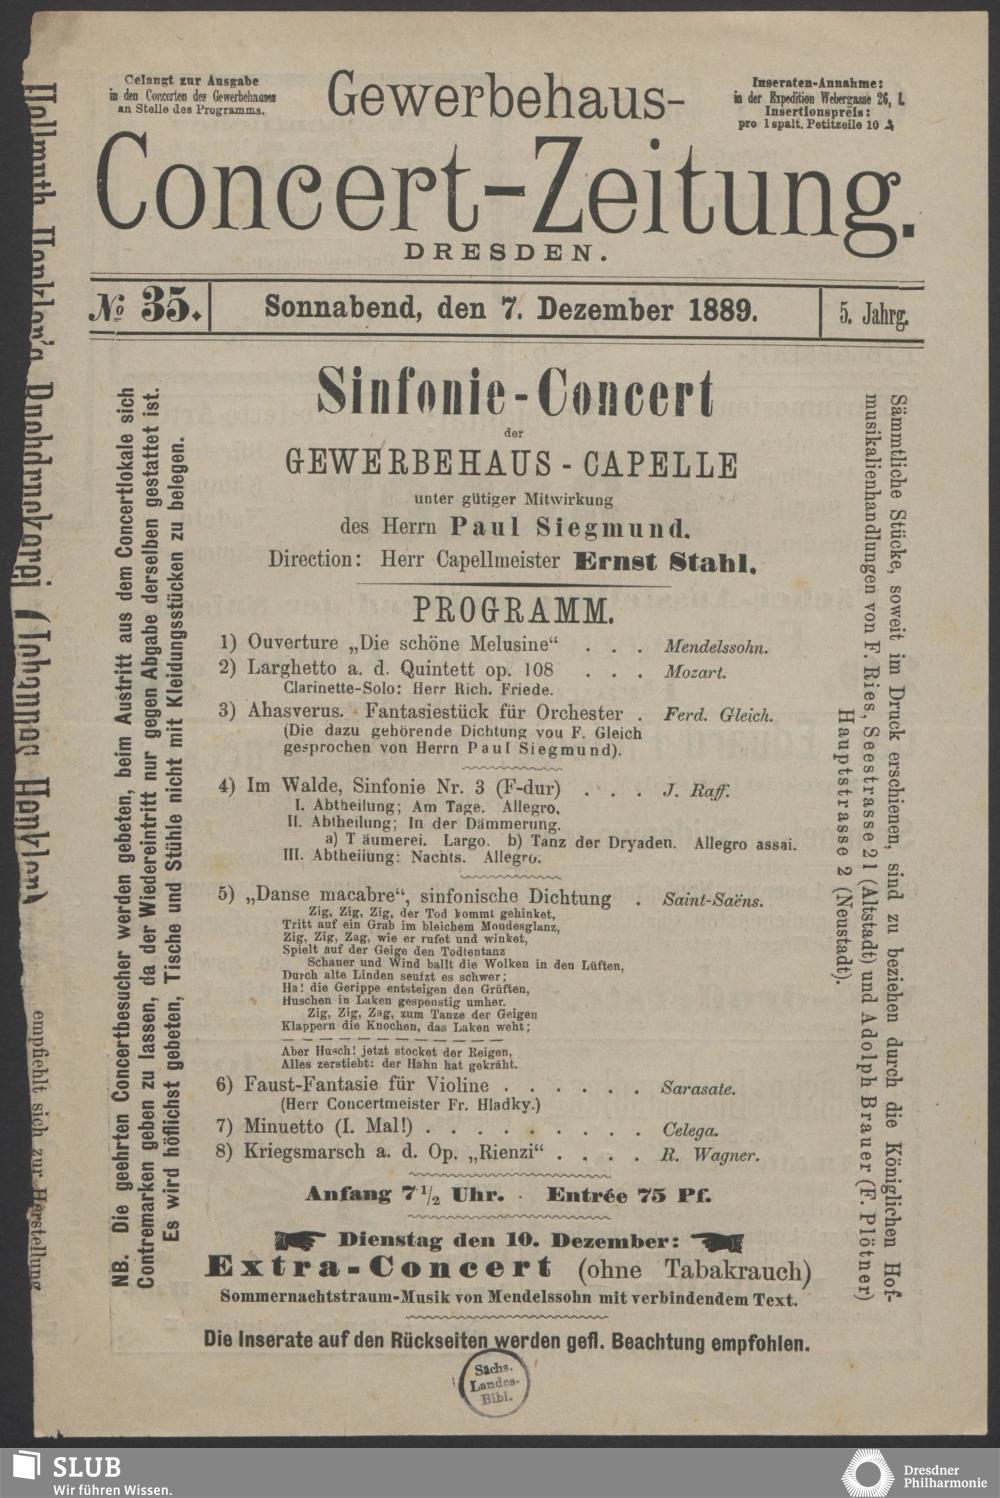 Gelangt zur Ausgabe
in den Concerten des Gewerbehauses
an Stelle des Programms.
Inseraten-Annahme:
in der Expedition Webergasse 26, I.
Insertionspreis:
pro 1spalt. Petitzeile 10 ₰
Gewerbehaus-
Concert-Zeitung.
DRESDEN.
№ 35.
Sonnabend, den 7. Dezember 1889.
5. Jahrg.
Sinfonie-Concert
der
GEWERBEHAUS-CAPELLE
unter gütiger Mitwirkung
des Herrn Paul Siegmund.
Direction: Herr Capellmeister Ernst Stahl.
PROGRAMM.
1) Ouverture „Die schöne Melusine“ . . . Mendelssohn.
2) Larghetto a. d. Quintett op. 108 . . . Mozart.
Clarinette-Solo: Herr Rich. Friede.
3) Ahasverus. Fantasiestück für Orchester . Ferd. Gleich.
(Die dazu gehörende Dichtung vou F. Gleich
gesprochen von Herrn Paul Siegmund).
4) Im Walde, Sinfonie Nr. 3 (F-dur) . . . J. Raff.
I. Abtheilung; Am Tage. Allegro.
II. Abtheilung; In der Dämmerung.
a) T äumerei. Largo. b) Tanz der Dryaden. Allegro assai.
III. Abtheilung: Nachts. Allegro.
5) „Danse macabre“, sinfonische Dichtung . Saint-Saëns.
Zig, Zig, Zig, der Tod kommt gehinket,
Tritt auf ein Grab im bleichem Mondesglanz,
Zig, Zig, Zag, wie er rufet und winket,
Spielt auf der Geige den Todtentanz
Schauer und Wind ballt die Wolken in den Lüften,
Durch alte Linden seufzt es schwer;
Ha! die Gerippe entsteigen den Grüften,
Huschen in Laken gespenstig umher.
Zig, Zig, Zag, zum Tanze der Geigen
Klappern die Knochen, das Laken weht;
— — — — — — — — — — — —
Aber Husch! jetzt stocket der Reigen,
Alles zerstiebt: der Hahn hat gekräht.
6) Faust-Fantasie für Violine . . . . . . Sarasate.
(Herr Concertmeister Fr. Hladky.)
7) Minuetto (I. Mal!) . . . . . . . . . Celega.
8) Kriegsmarsch a. d. Op. „Rienzi“ . . . . R. Wagner.
Anfang 7½ Uhr. · Entrée 75 Pf.
Dienstag den 10. Dezember:
Extra-Concert (ohne Tabakrauch)
Sommernachtstraum-Musik von Mendelssohn mit verbindendem Text.
Die Inserate auf den Rückseiten werden gefl. Beachtung empfohlen.
Sächs.
Landes-
Bibl.
NB. Die geehrten Concertbesucher werden gebeten, beim Austritt aus dem Concertlokale sich
Contremarken geben zu lassen, da der Wiedereintritt nur gegen Abgabe derselben gestattet ist.
Es wird höflichst gebeten, Tische und Stühle nicht mit Kleidungsstücken zu belegen.
Sämmtliche Stücke, soweit im Druck erschienen, sind zu beziehen durch die Königlichen Hof-
musikalienhandlungen von F. Ries, Seestrasse 21 (Altstadt) und Adolph Brauer (F. Plötner)
Hauptstrasse 2 (Neustadt).
Hellmuth Henkler's Buchdruckerei (Johannes Henkler) empfiehlt sich zur Herstellung
SLUB
Wir führen Wissen.
Dresdner
Philharmonie